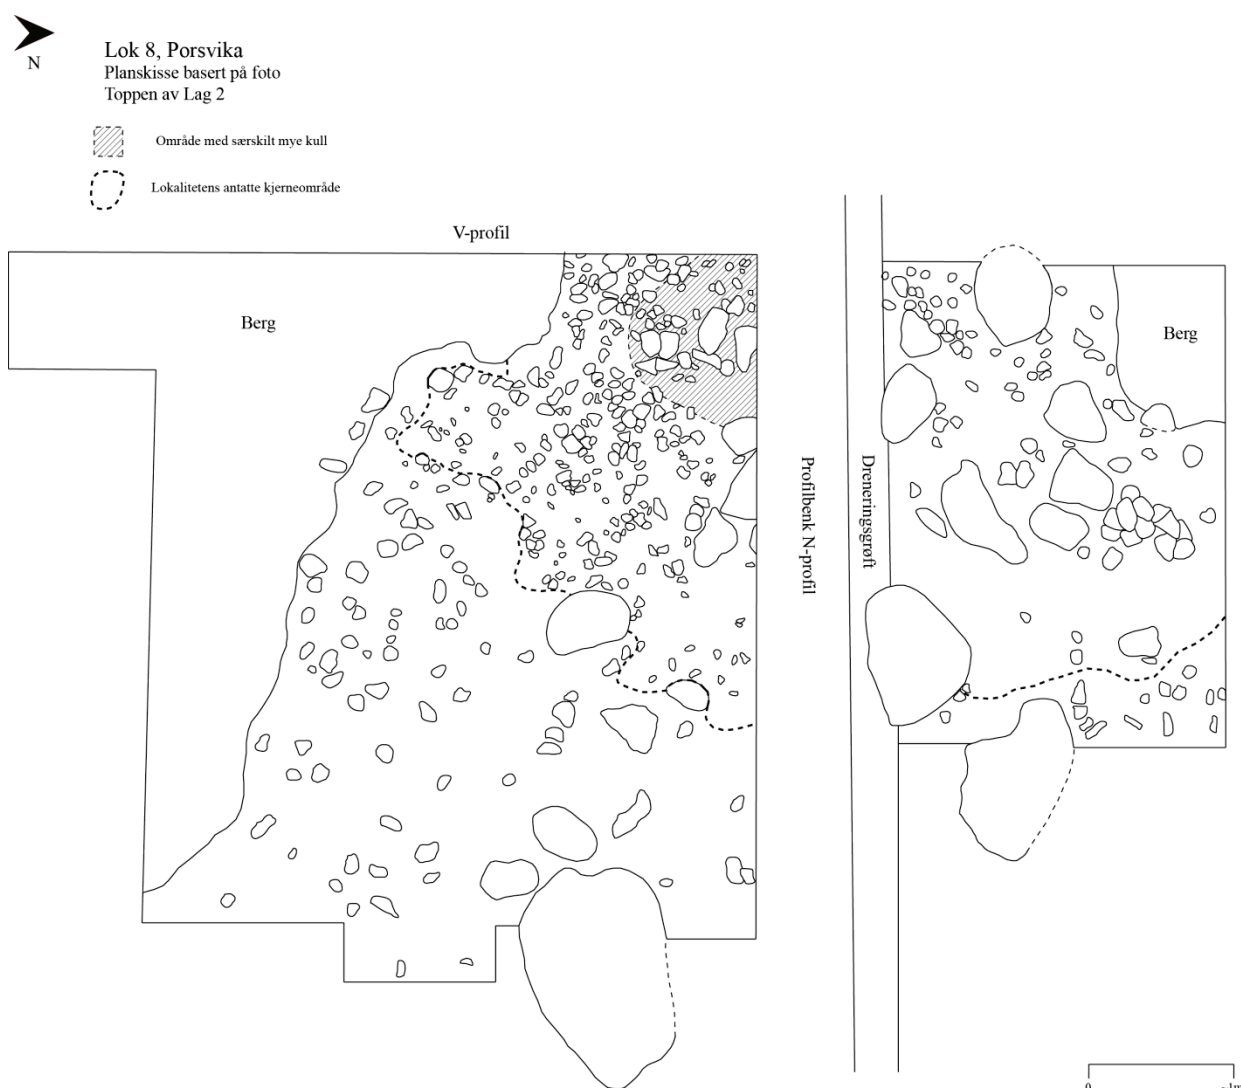 N
Lok 8, Porsvika
Planskisse basert på foto
Toppen av Lag 2
Område med særskilt mye kull
Lokalitetens antatte kjerneområde
V-profil
Berg
Berg
Profilbenk N-profil
Dreneringsgrøft
0 ~1m